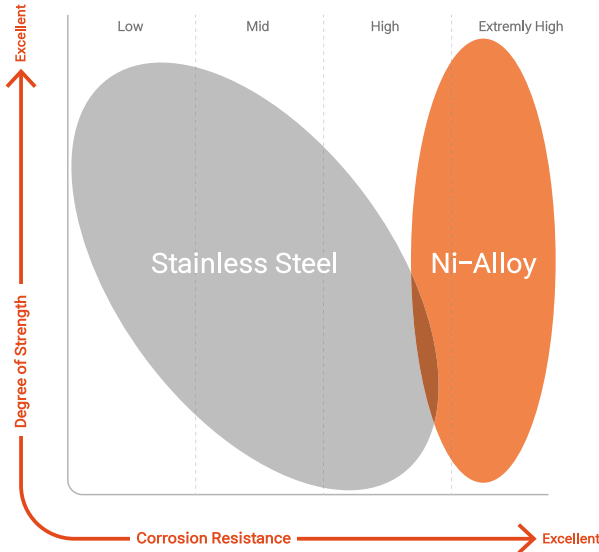 Low
Mid
High
Extremly High
Excellent
Degree of Strength
Stainless Steel
Ni-Alloy
Corrosion Resistance
Excellent